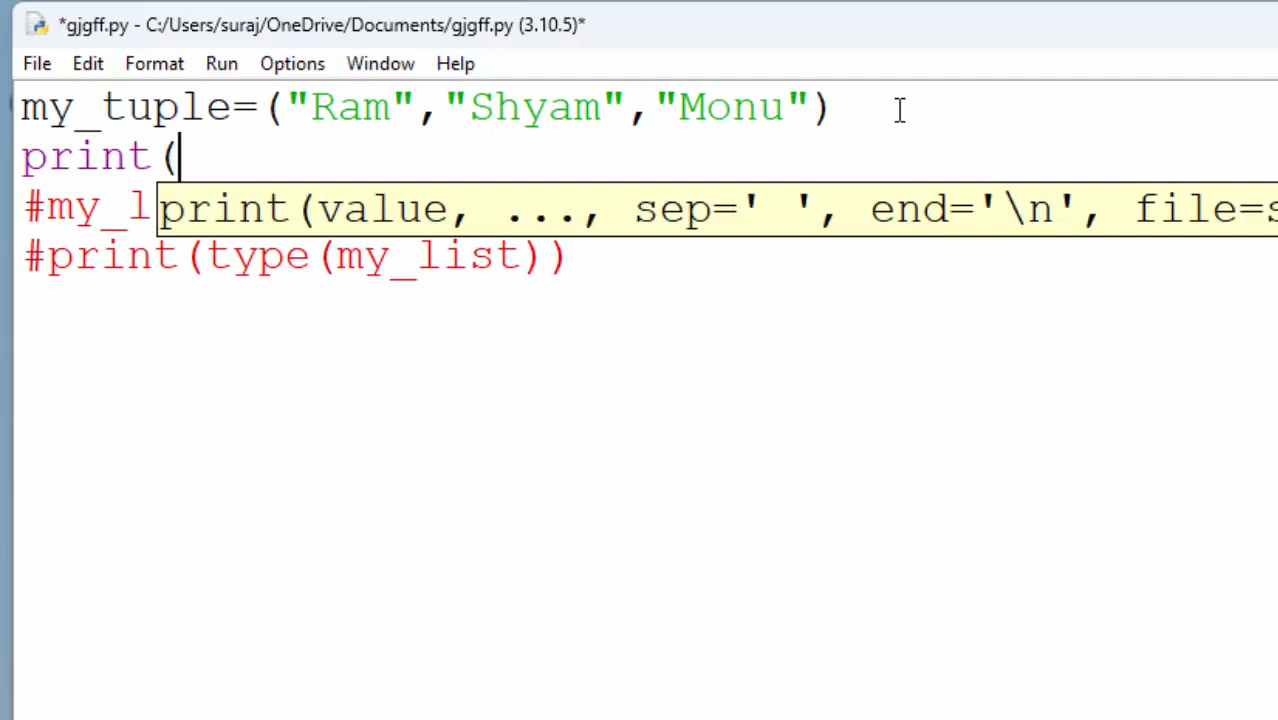 *gjgff.py - C:/Users/suraj/OneDrive/Documents/gjgff.py (3.10.5)*
File Edit Format Run Options Window Help
my_tuple=("Ram","Shyam","Monu")
print(
#my_l
print(value, ..., sep=' ', end='\n', file=s
#print(type(my_list))